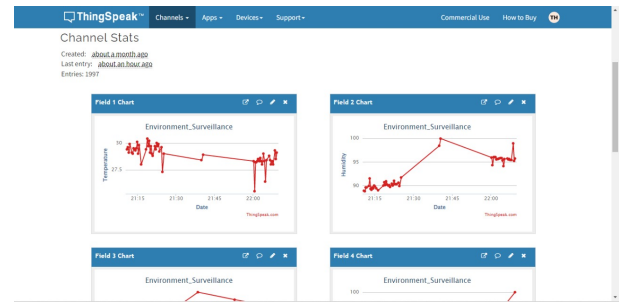 ThingSpeak™ Channels Apps Devices Support Commercial Use How to Buy TH
Channel Stats
Created: about a month ago
Last entry: about an hour ago
Entries: 1997
Field 1 Chart
Environment_Surveillance
Temperature
30
27.5
21:15 21:30 21:45 22:00
Date
ThingSpeak.com
Field 2 Chart
Environment_Surveillance
Humidity
100
95
90
21:15 21:30 21:45 22:00
Date
ThingSpeak.com
Field 3 Chart
Environment_Surveillance
Field 4 Chart
Environment_Surveillance
100